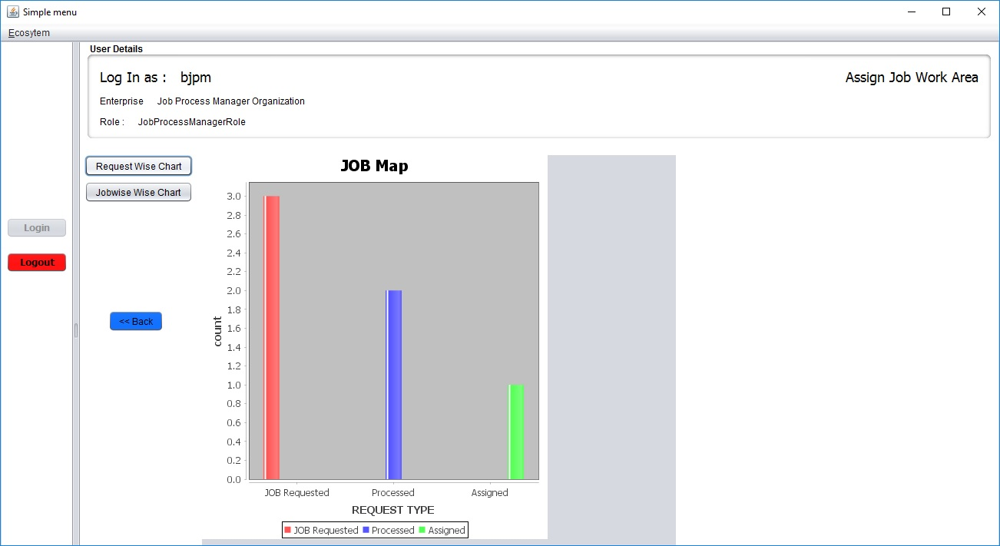 Simple menu
Ecosytem
User Details
Log In as : bjpm
Assign Job Work Area
Enterprise Job Process Manager Organization
Role : JobProcessManagerRole
Request Wise Chart
Jobwise Wise Chart
Login
Logout
<< Back
JOB Map
3.0
2.8
2.6
2.4
2.2
2.0
1.8
1.6
1.4
1.2
1.0
0.8
0.6
0.4
0.2
0.0
count
JOB Requested Processed Assigned
REQUEST TYPE
JOB Requested Processed Assigned